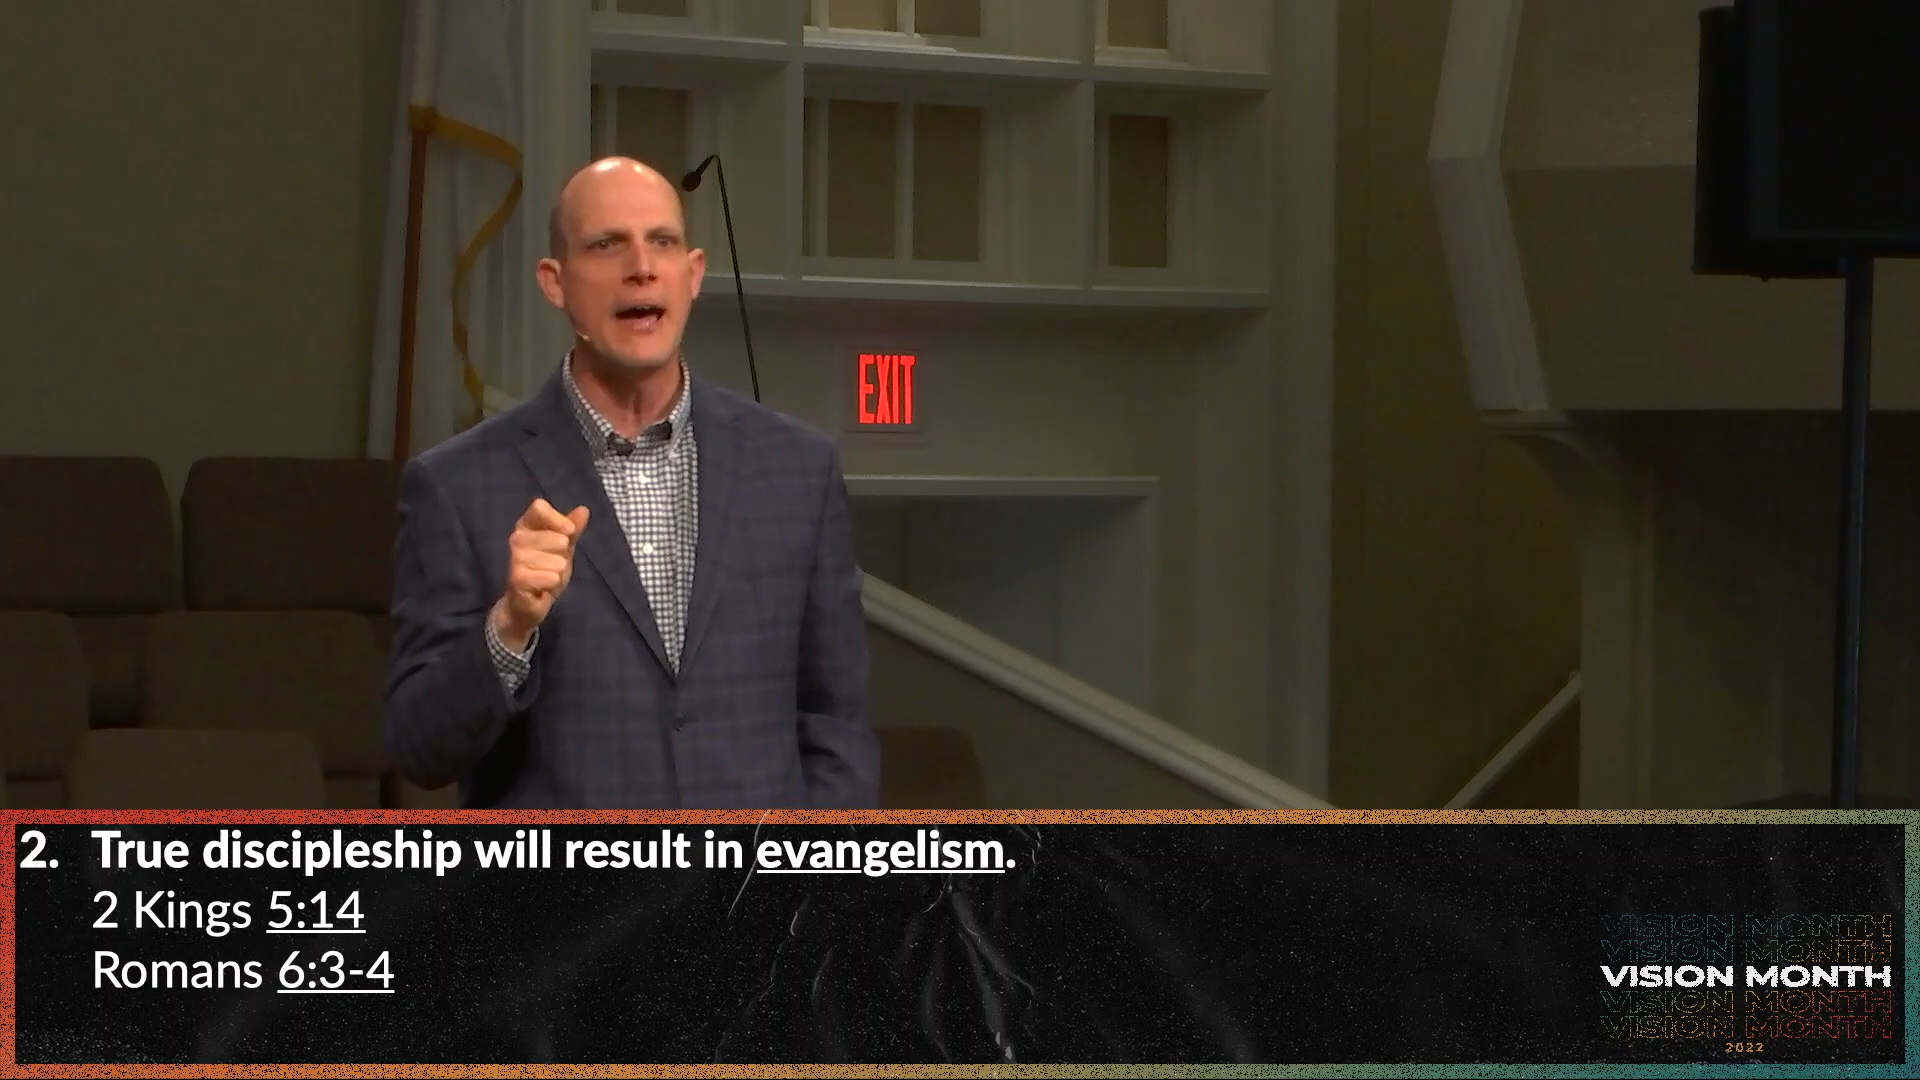 EXIT
2. True discipleship will result in evangelism.
2 Kings 5:14
Romans 6:3-4
VISION MONTH
VISION MONTH
VISION MONTH
VISION MONTH
VISION MONTH
2022